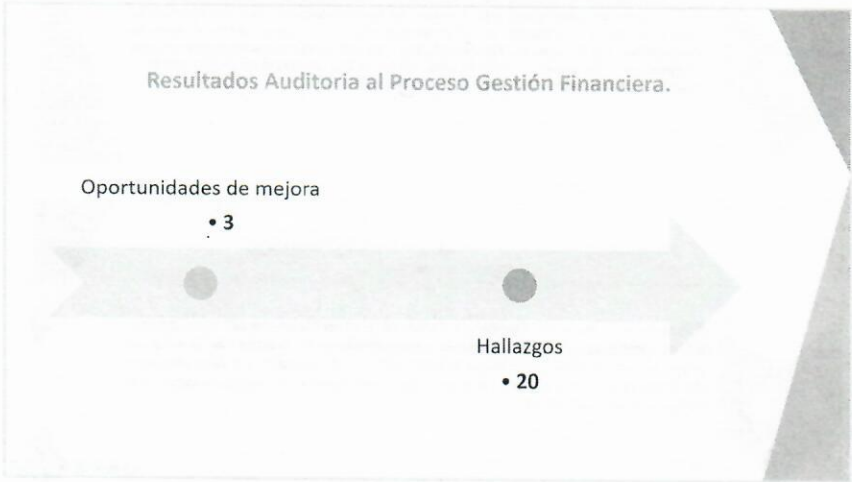 Resultados Auditoria al Proceso Gestión Financiera.
Oportunidades de mejora
• 3
Hallazgos
• 20